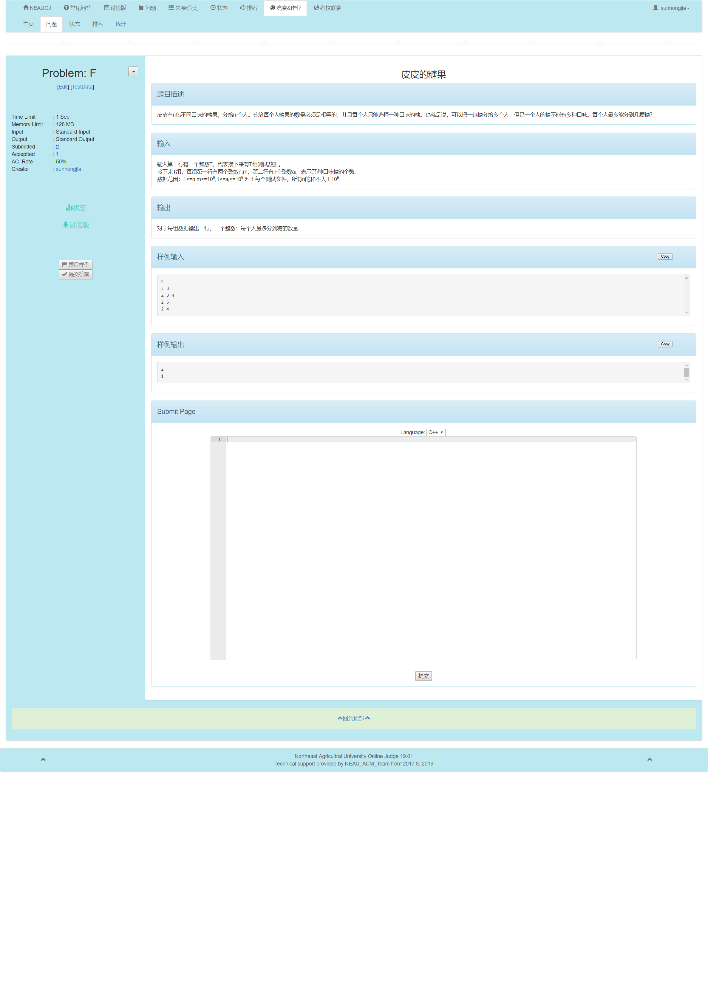 NEAUOJ 常见问答 讨论版 问题 来源/分类 状态 排名 竞赛&作业 名校联赛 sunhongjia
主页 问题 状态 排名 统计
Problem: F
[Edit] [TestData]
Time Limit : 1 Sec
Memory Limit : 128 MB
Input : Standard Input
Output : Standard Output
Submitted : 2
Acceptted : 1
AC_Rate : 50%
Creator : sunhongjia
状态
讨论版
题目样例
提交答案
皮皮的糖果
题目描述
皮皮有n包不同口味的糖果，分给m个人。分给每个人糖果的数量必须是相等的，并且每个人只能选择一种口味的糖。也就是说，可以把一包糖分给多个人，但是一个人的糖不能有多种口味。每个人最多能分到几颗糖？
输入
输入第一行有一个整数T，代表接下来有T组测试数据。
接下来T组，每组第一行有两个整数n,m，第二行有n个整数ai，表示第i种口味糖的个数。
数据范围：1<=n,m<=10^6,1<=ai<=10^9,对于每个测试文件，所有n的和不大于10^6.
输出
对于每组数据输出一行，一个整数：每个人最多分到糖的数量.
样例输入 Copy
2
3 3
2 3 4
2 5
2 4
样例输出 Copy
2
1
Submit Page
Language: C++
1
提交
回到顶部
Northeast Agricultral University Online Judge 19.01
Technical support provided by NEAU_ACM_Team from 2017 to 2019